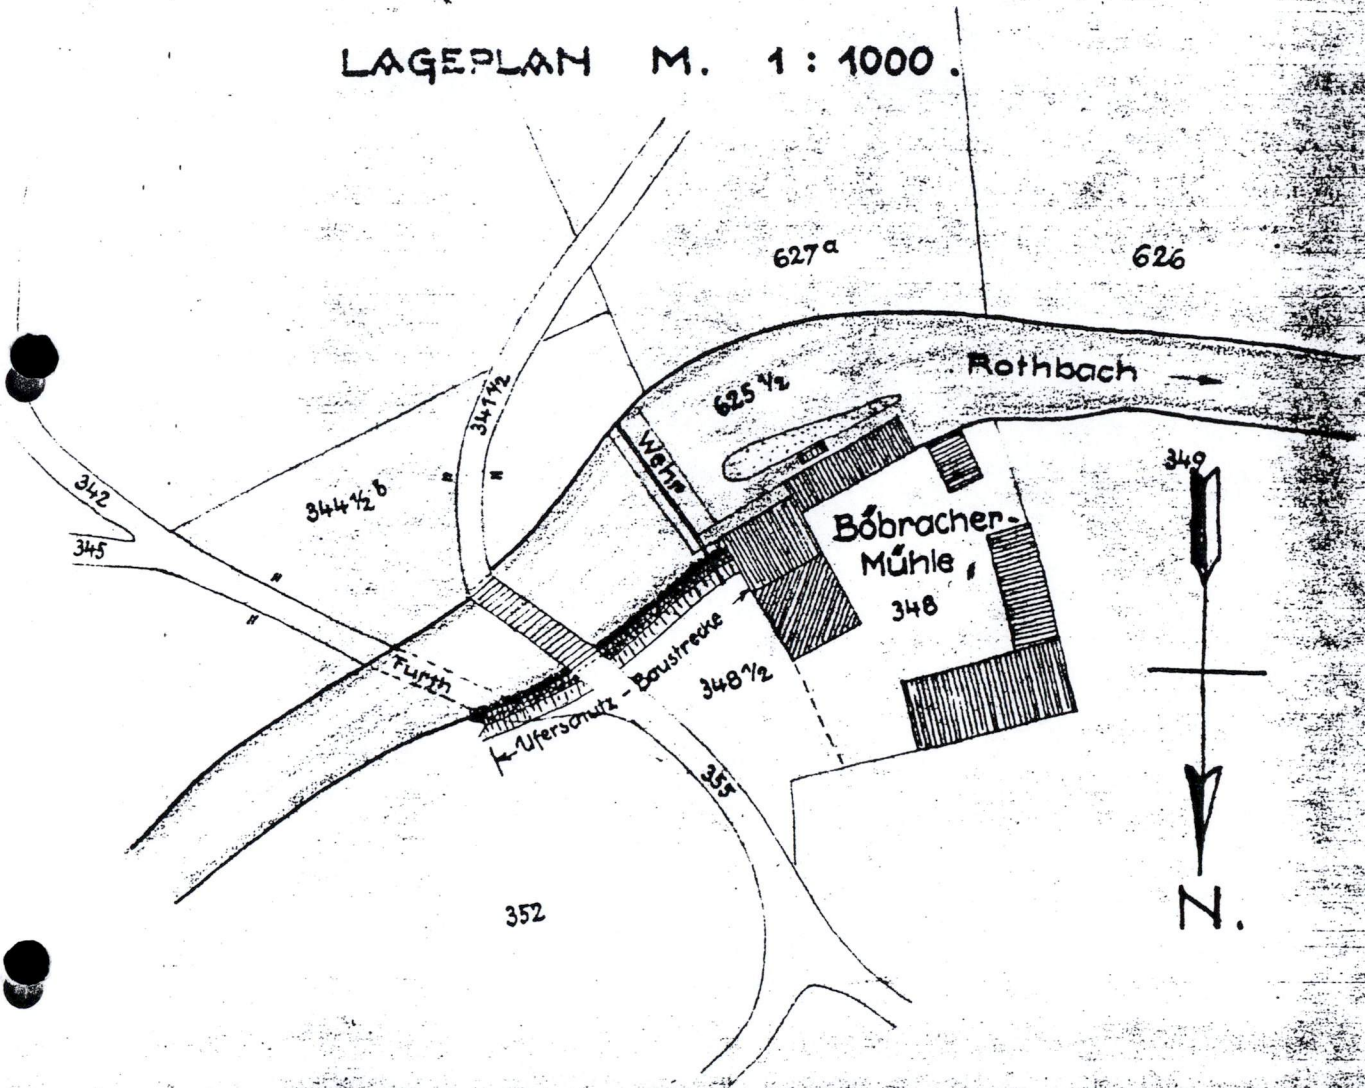 LAGEPLAN M. 1 : 1000.
627a
626
Rothbach
625 1/2
341 1/2
Wehr
349
342
344 1/2 b
345
Böbracher-
Mühle
348
Furth
Uferschutz - Baustrecke
348 1/2
355
352
N.